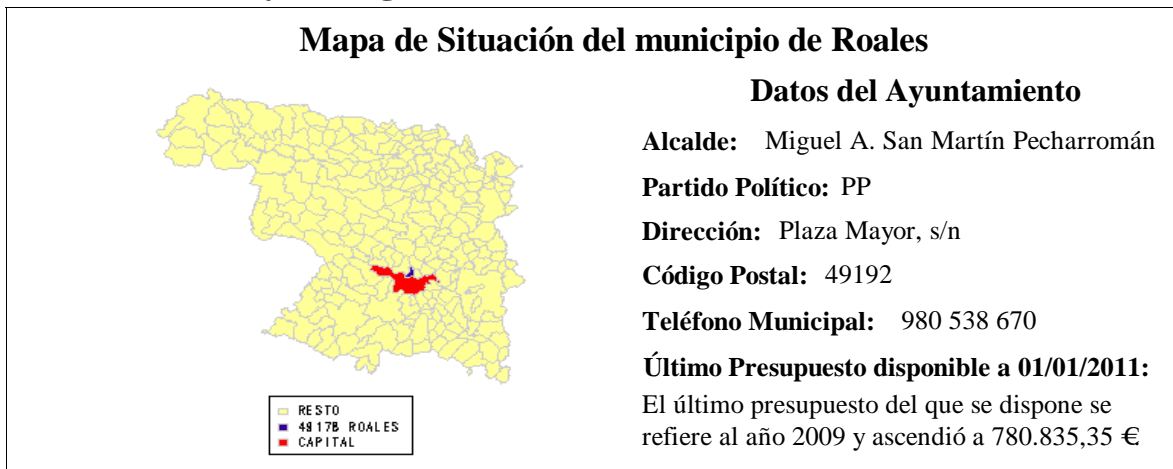 Mapa de Situación del municipio de Roales
Datos del Ayuntamiento
Alcalde: Miguel A. San Martín Pecharromán
Partido Político: PP
Dirección: Plaza Mayor, s/n
Código Postal: 49192
Teléfono Municipal: 980 538 670
Último Presupuesto disponible a 01/01/2011:
El último presupuesto del que se dispone se
refiere al año 2009 y ascendió a 780.835,35 €
RESTO
ROALES
CAPITAL